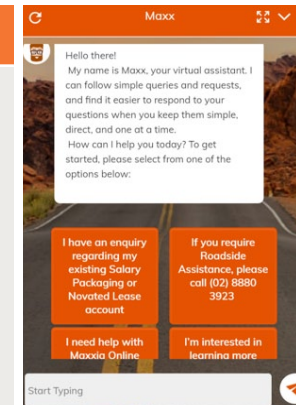 Maxx
Hello there!
My name is Maxx, your virtual assistant. I
can follow simple queries and requests,
and find it easier to respond to your
questions when you keep them simple,
direct, and one at a time.
How can I help you today? To get
started, please select from one of the
options below:
I have an enquiry
regarding my
existing Salary
Packaging or
Novated Lease
account
If you require
Roadside
Assistance, please
call (02) 8880
3923
I need help with
Maxxia Online
I'm interested in
learning more
Start Typing